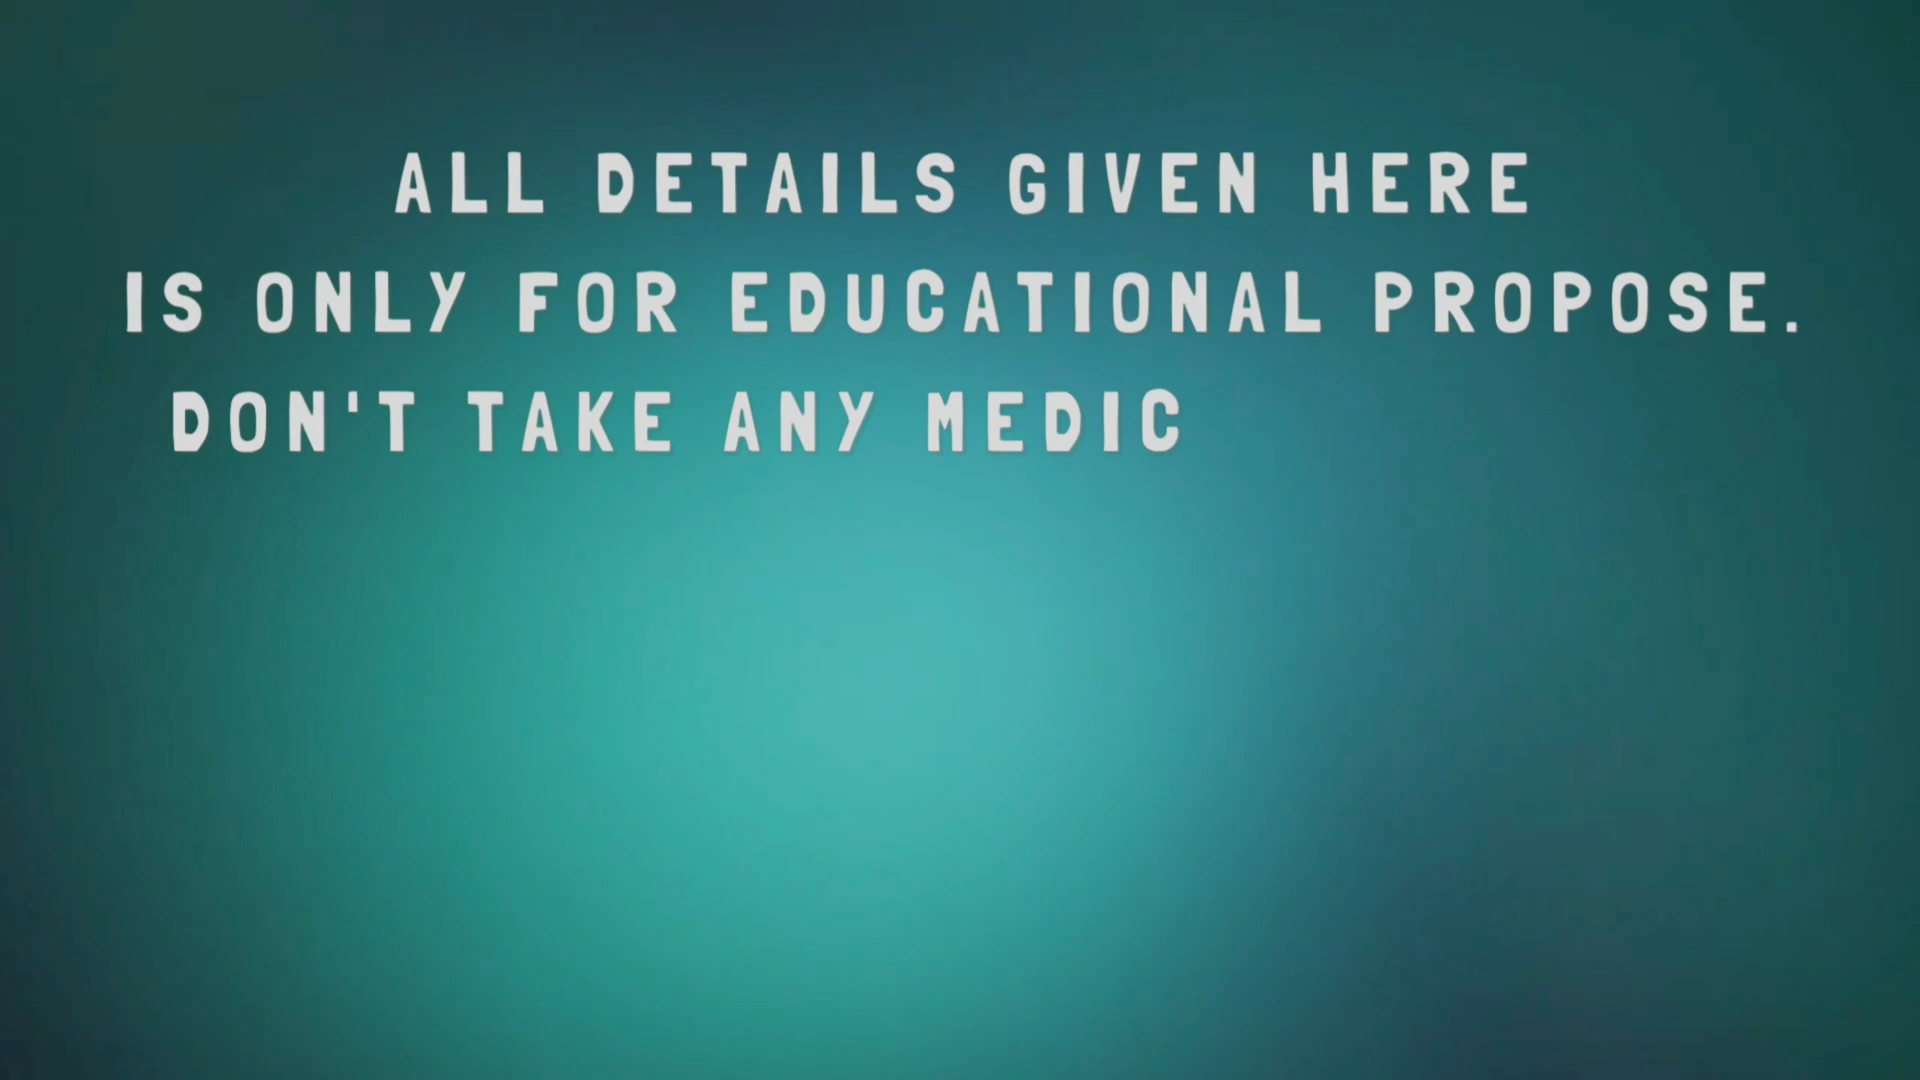 ALL DETAILS GIVEN HERE
IS ONLY FOR EDUCATIONAL PROPOSE.
DON'T TAKE ANY MEDIC